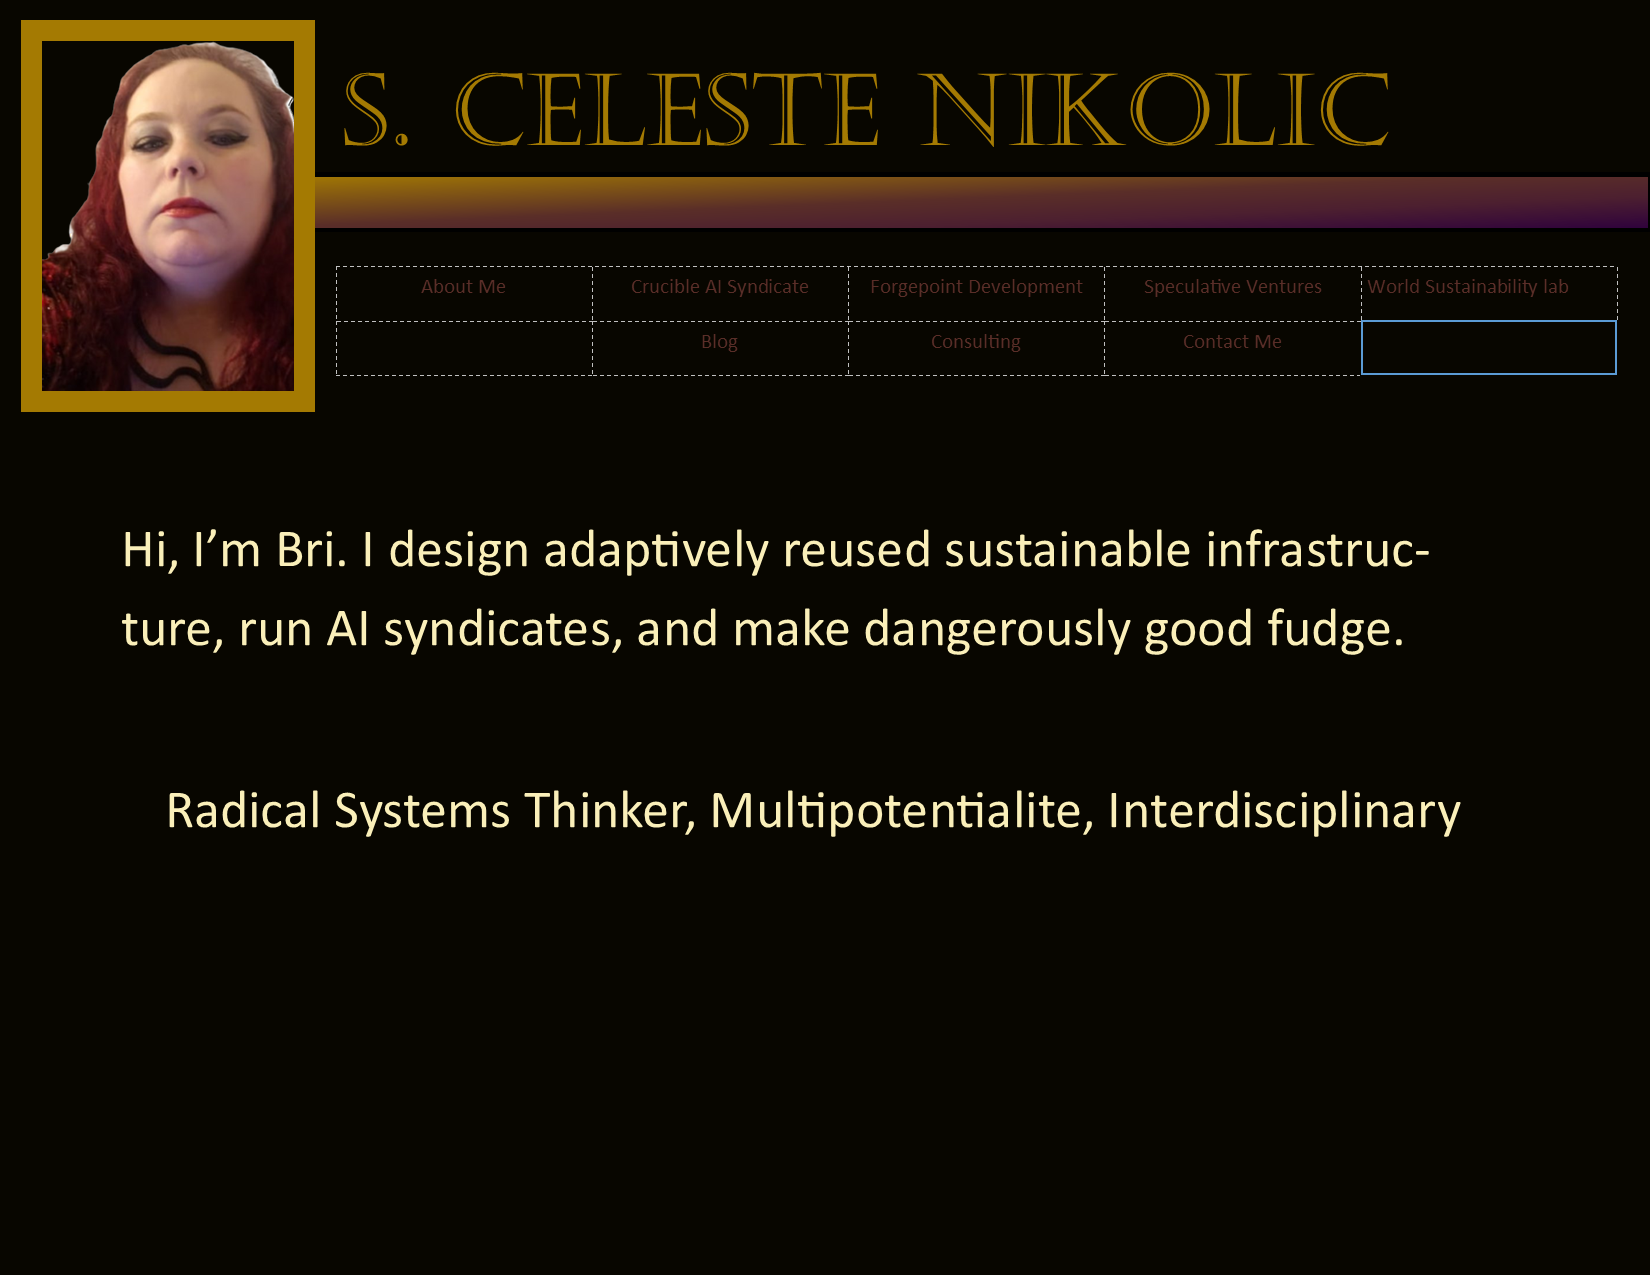 S. CELESTE NIKOLIC
About Me Crucible AI Syndicate Forgepoint Development Speculative Ventures World Sustainability lab
Blog Consulting Contact Me
Hi, I’m Bri. I design adaptively reused sustainable infrastruc-
ture, run AI syndicates, and make dangerously good fudge.
Radical Systems Thinker, Multipotentialite, Interdisciplinary